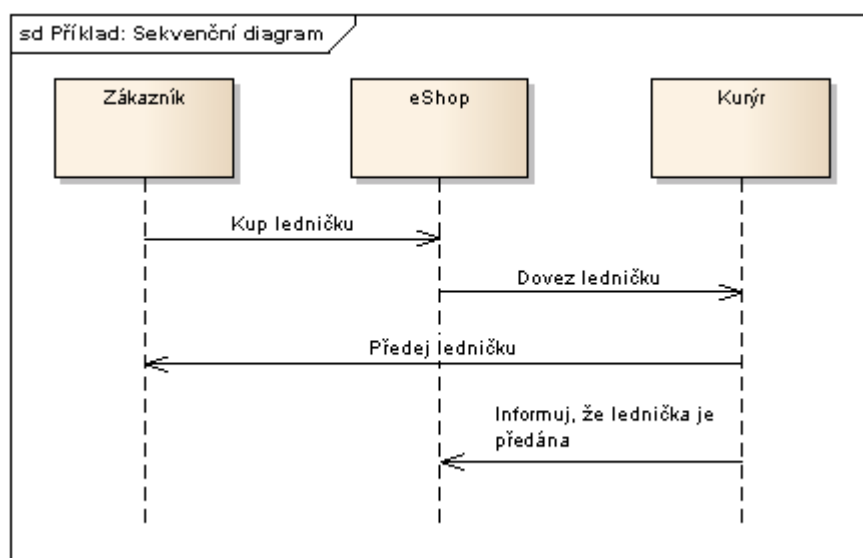 sd Příklad: Sekvenční diagram
Zákazník
eShop
Kurýr
Kup ledničku
Dovez ledničku
Předej ledničku
Informuj, že lednička je
předána